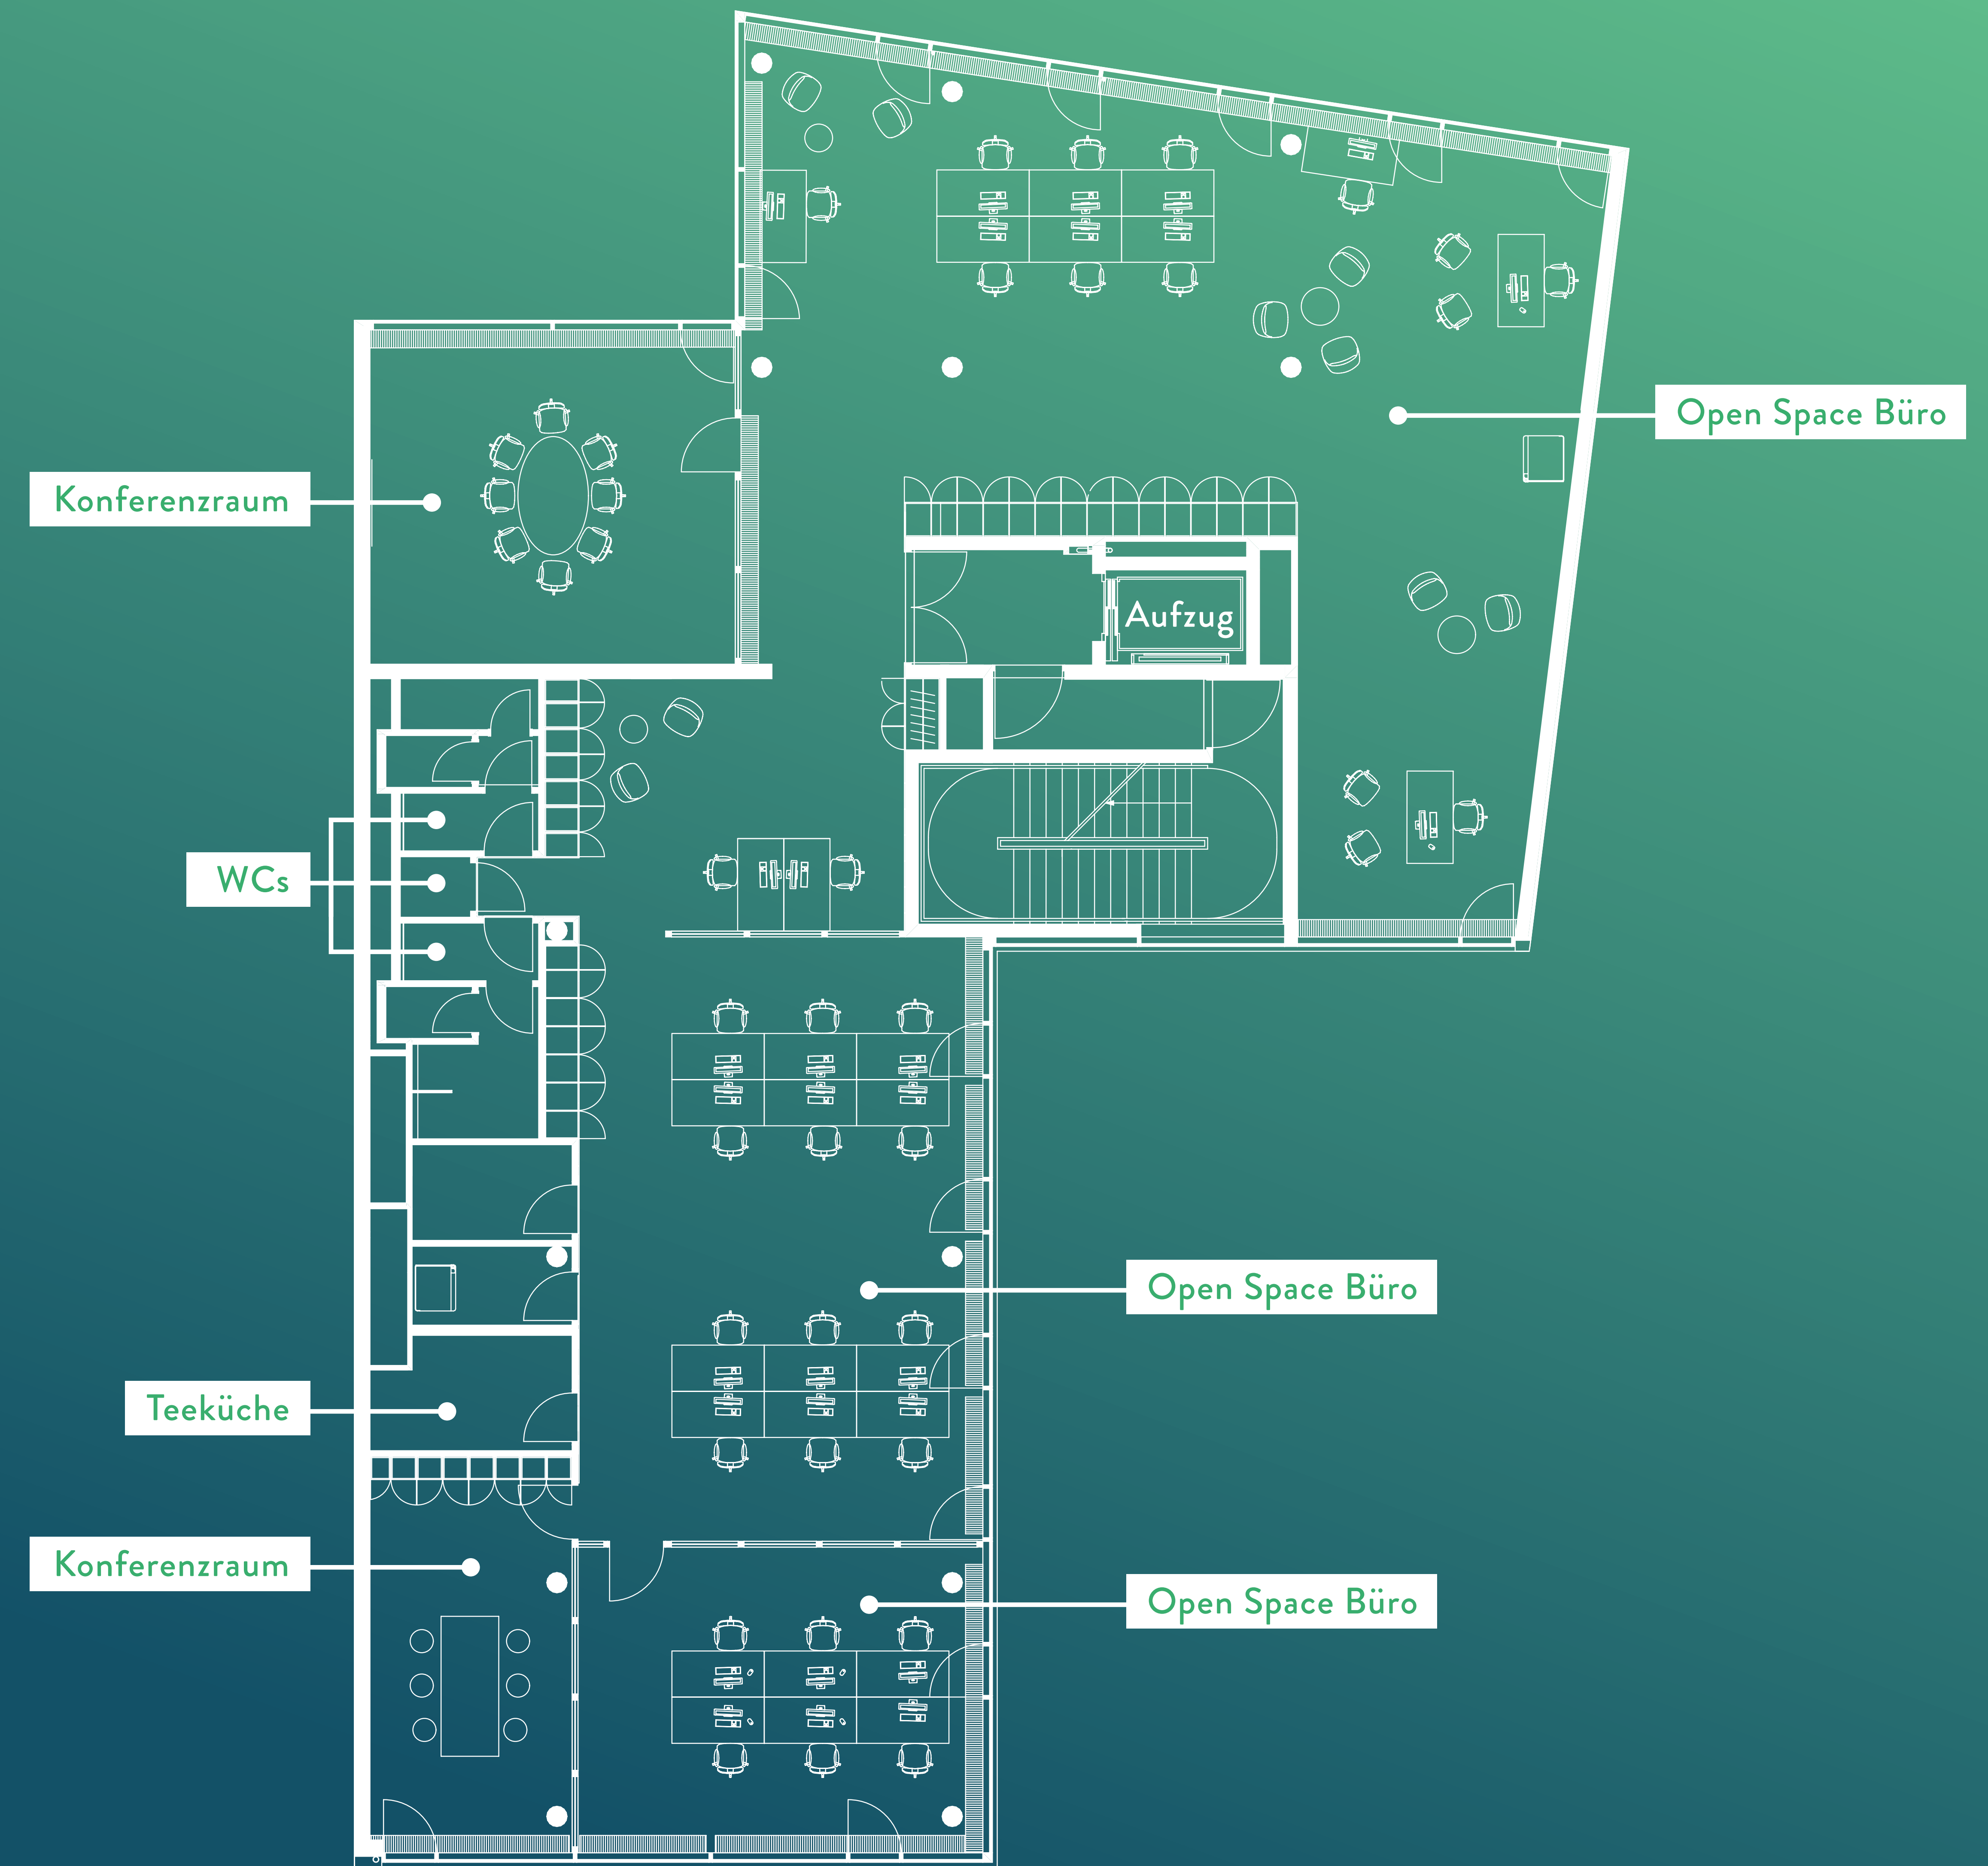 Open Space Büro
Konferenzraum
Aufzug
WCs
Open Space Büro
Teeküche
Konferenzraum
Open Space Büro